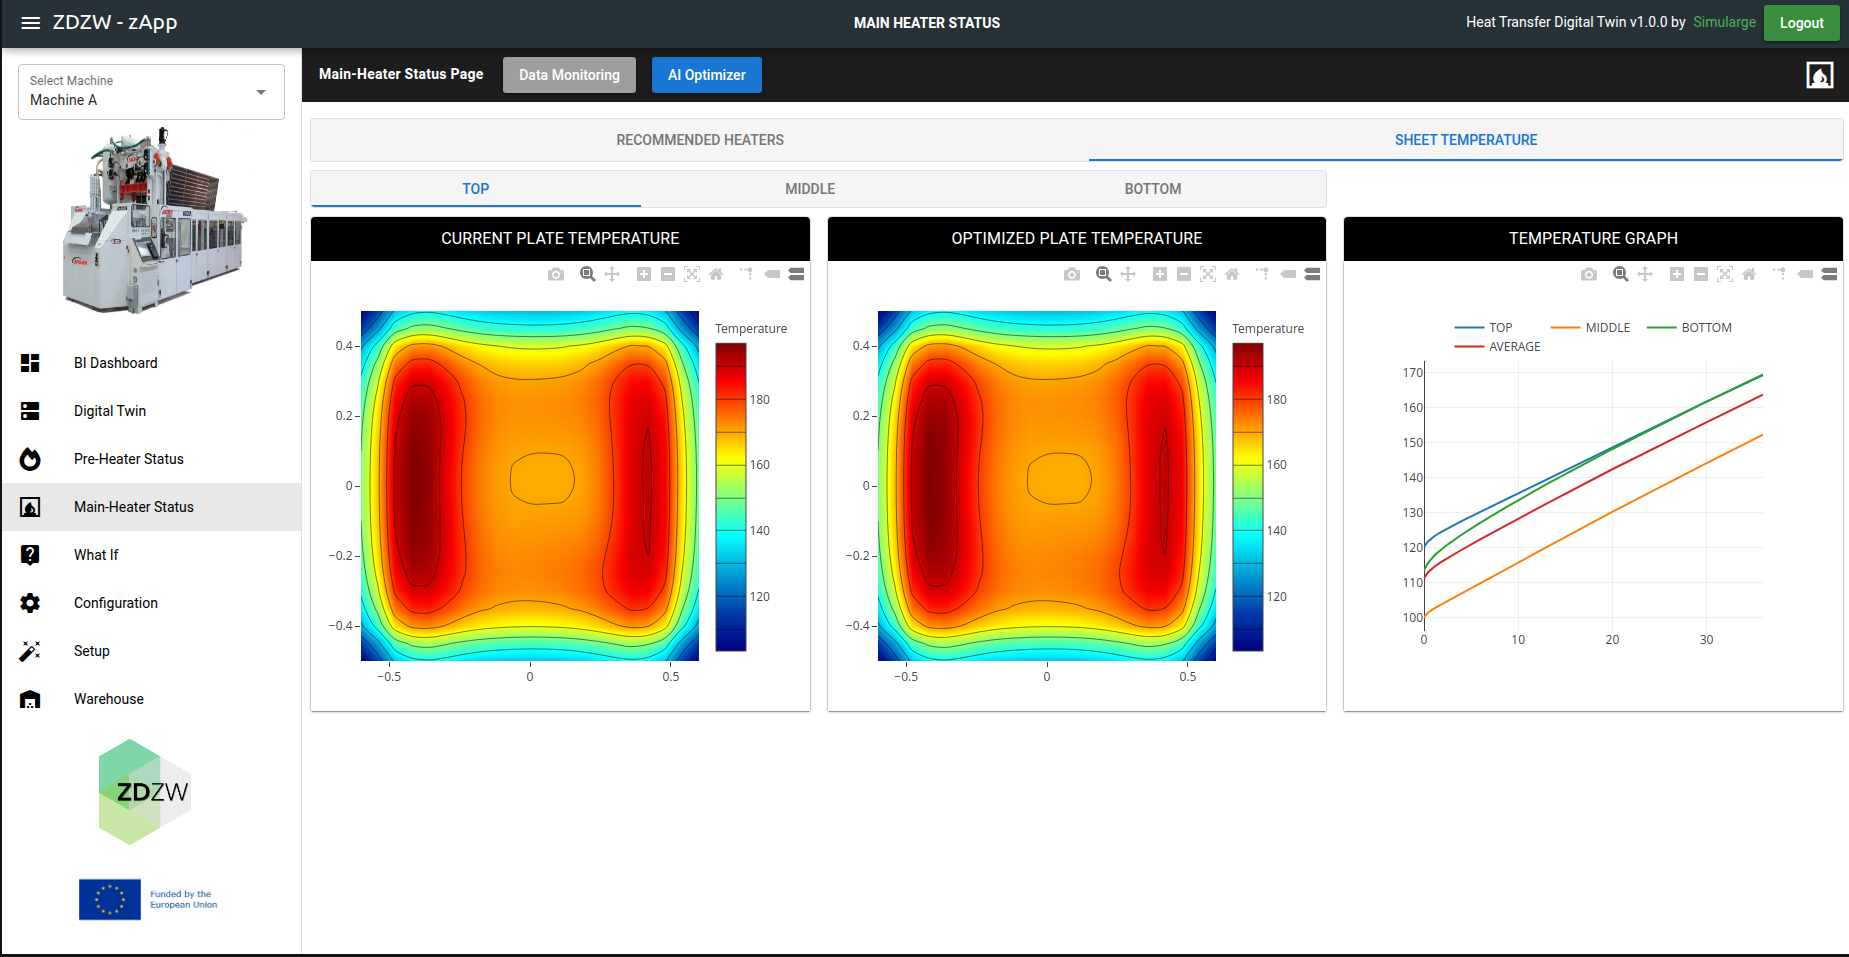 ZDZW - zApp
MAIN HEATER STATUS
Heat Transfer Digital Twin v1.0.0 by Simularge
Logout
Select Machine
Machine A
Main-Heater Status Page
Data Monitoring
AI Optimizer
BI Dashboard
Digital Twin
Pre-Heater Status
Main-Heater Status
What If
Configuration
Setup
Warehouse
ZDZW
Funded by the
European Union
RECOMMENDED HEATERS
SHEET TEMPERATURE
TOP
MIDDLE
BOTTOM
CURRENT PLATE TEMPERATURE
Temperature
0.4
0.2
0
−0.2
−0.4
−0.5
0
0.5
180
160
140
120
OPTIMIZED PLATE TEMPERATURE
Temperature
0.4
0.2
0
−0.2
−0.4
−0.5
0
0.5
180
160
140
120
TEMPERATURE GRAPH
TOP
MIDDLE
BOTTOM
AVERAGE
170
160
150
140
130
120
110
100
0
10
20
30